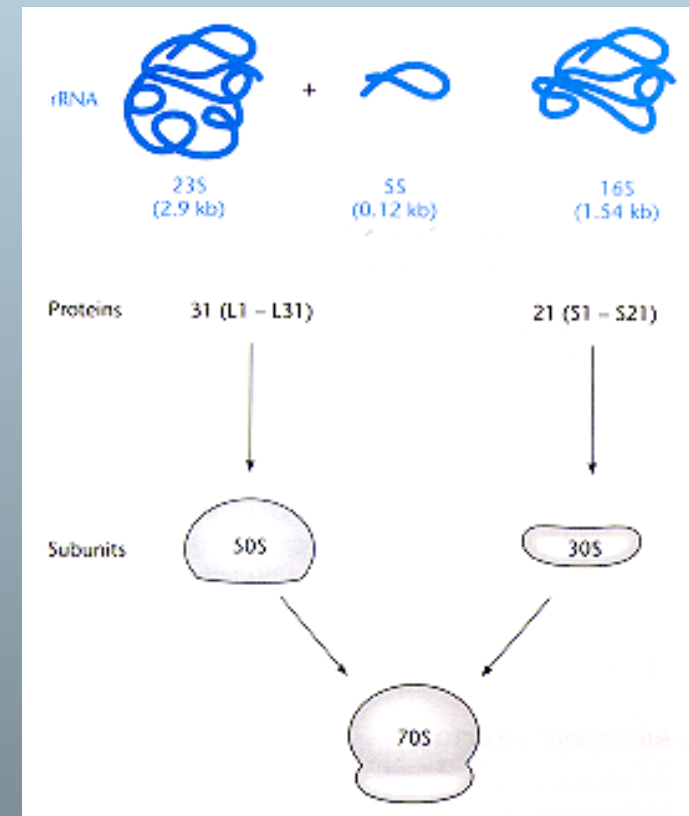 rRNA
+
23S
(2.9 kb)
5S
(0.12 kb)
16S
(1.54 kb)
Proteins 31 (L1 – L31) 21 (S1 – S21)
Subunits 50S 30S
70S